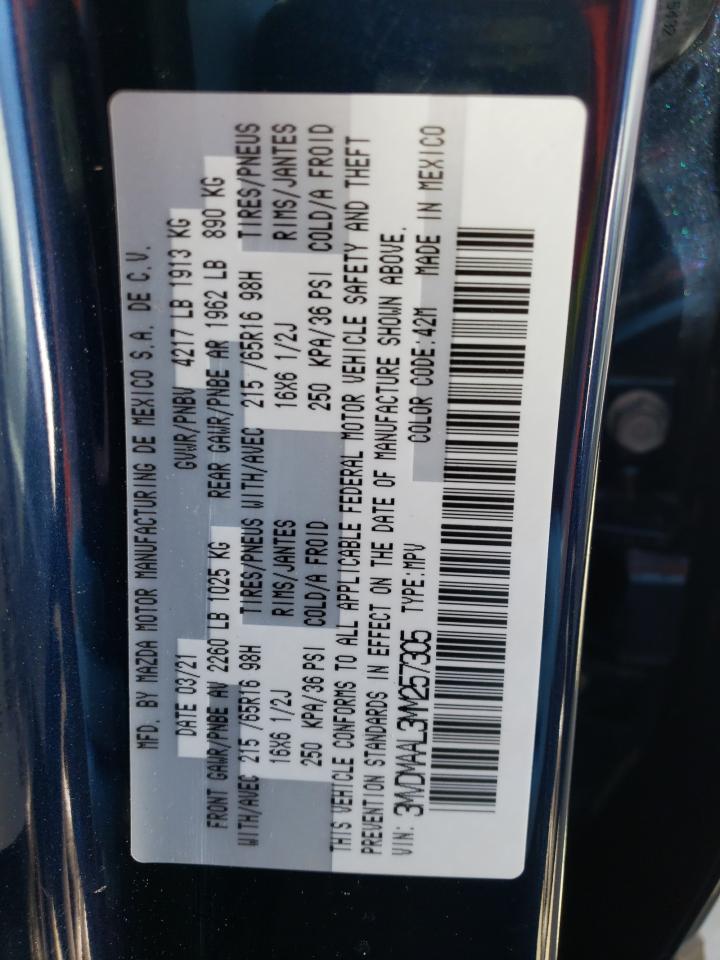 MFD. BY MAZDA MOTOR MANUFACTURING DE MEXICO S.A. DE C.V.
DATE 03/21 GVWR/PNBV 4217 LB 1913 KG
FRONT GAWR/PNBE AV 2260 LB 1025 KG REAR GAWR/PNBE AR 1962 LB 890 KG
WITH/AVEC 215 /65R16 98H TIRES/PNEUS WITH/AVEC 215 /65R16 98H TIRES/PNEUS
16X6 1/2J RIMS/JANTES 16X6 1/2J RIMS/JANTES
250 KPA/36 PSI COLD/A FROID 250 KPA/36 PSI COLD/A FROID
THIS VEHICLE CONFORMS TO ALL APPLICABLE FEDERAL MOTOR VEHICLE SAFETY AND THEFT
PREVENTION STANDARDS IN EFFECT ON THE DATE OF MANUFACTURE SHOWN ABOVE.
VIN: 3MVDMAAL3MM257305 TYPE:MPV COLOR CODE:42M MADE IN MEXICO